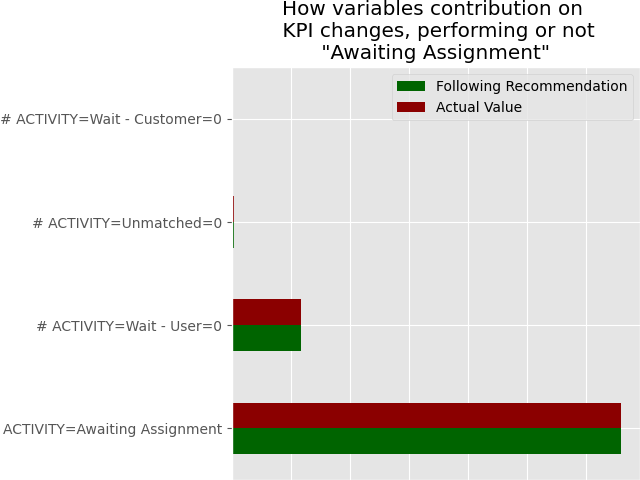 How variables contribution on
KPI changes, performing or not
"Awaiting Assignment"
Following Recommendation
Actual Value
# ACTIVITY=Wait - Customer=0
# ACTIVITY=Unmatched=0
# ACTIVITY=Wait - User=0
ACTIVITY=Awaiting Assignment